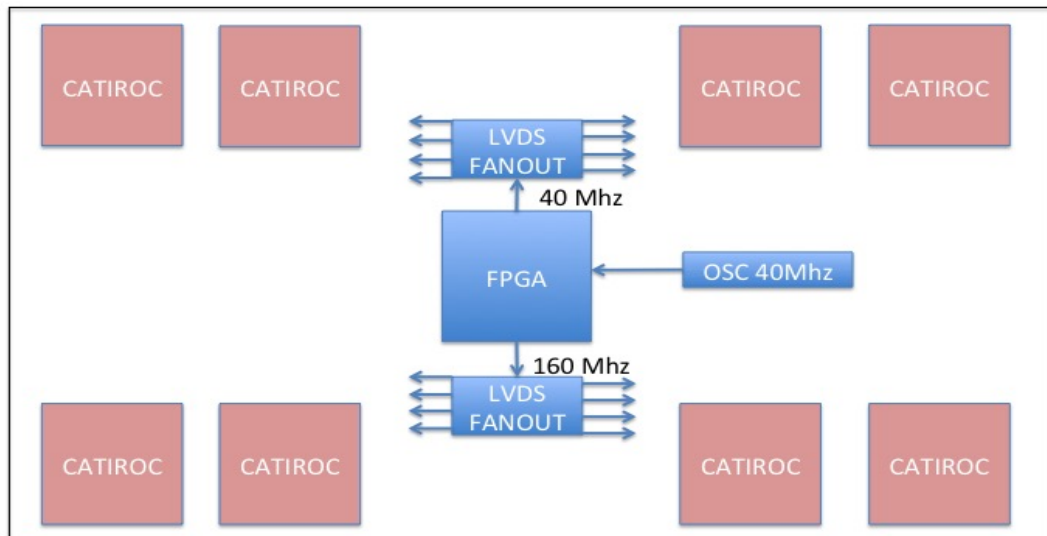 CATIROC
CATIROC
CATIROC
CATIROC
LVDS
FANOUT
40 Mhz
FPGA
OSC 40Mhz
160 Mhz
LVDS
FANOUT
CATIROC
CATIROC
CATIROC
CATIROC